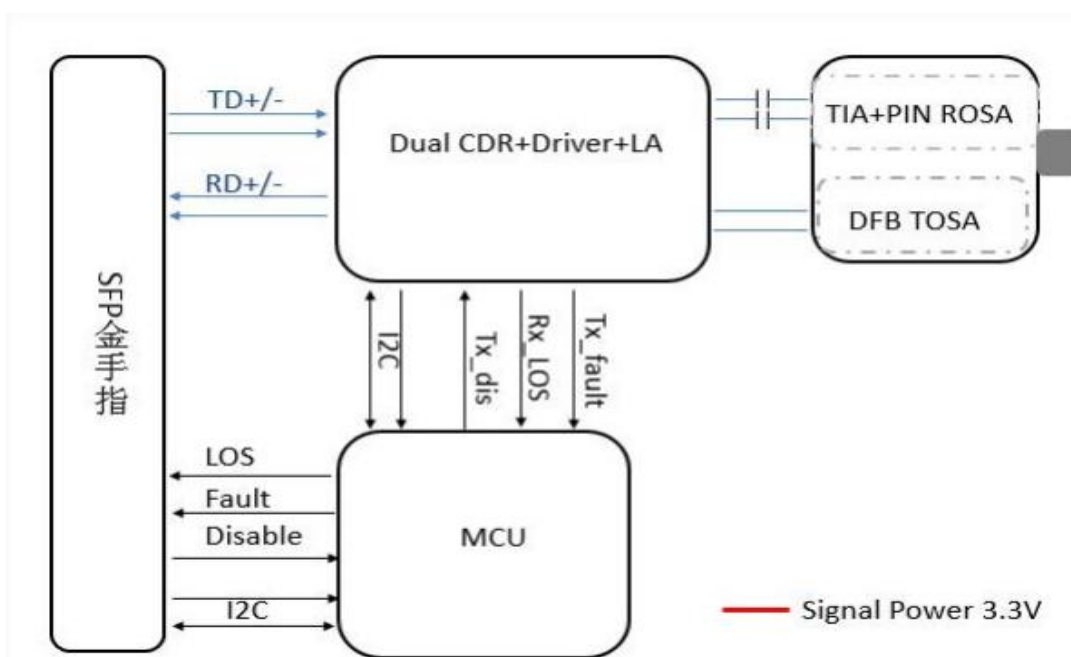 TD+/-
RD+/-
Dual CDR+Driver+LA
TIA+PIN ROSA
DFB TOSA
SFP金手指
I2C
Tx_dis
Rx_LOS
Tx_fault
LOS
Fault
Disable
I2C
MCU
Signal Power 3.3V